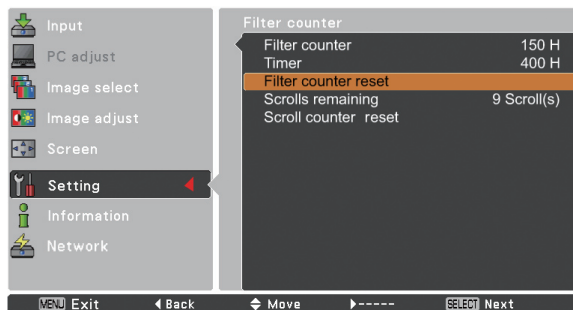 Input
PC adjust
Image select
Image adjust
Screen
Setting
Information
Network
Filter counter
Filter counter 150 H
Timer 400 H
Filter counter reset
Scrolls remaining 9 Scroll(s)
Scroll counter reset
MENU Exit Back Move ----- SELECT Next